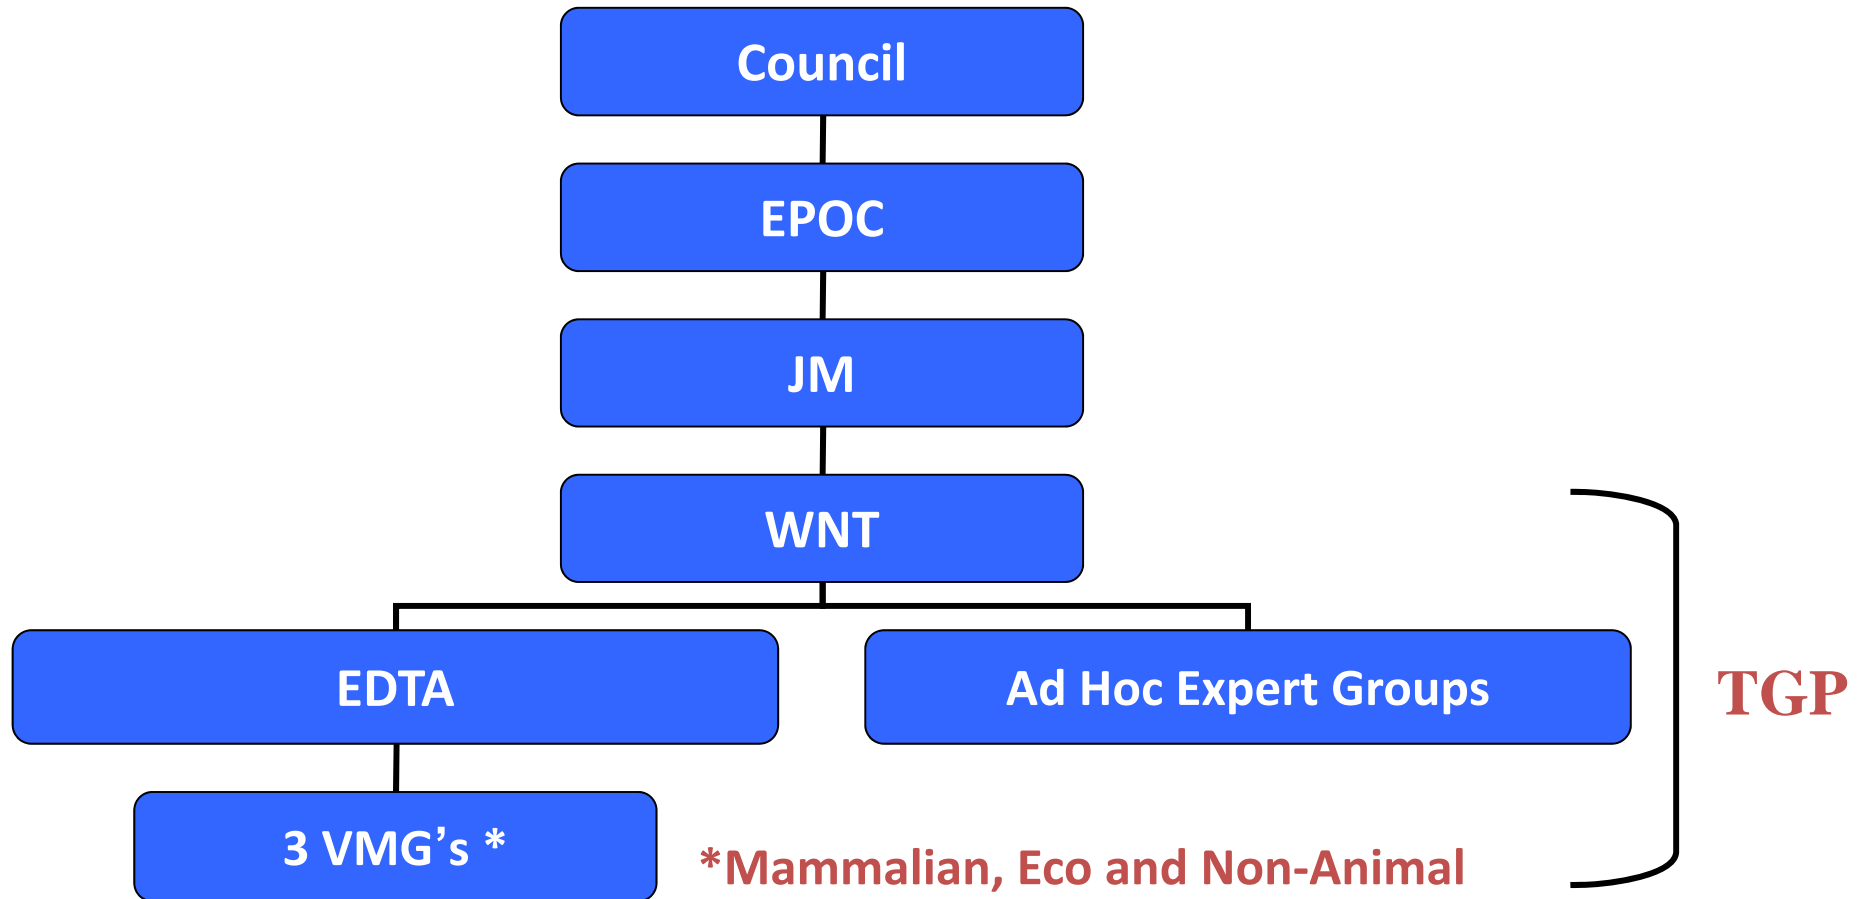 Council
EPOC
JM
WNT
EDTA
Ad Hoc Expert Groups
TGP
3 VMG’s *
*Mammalian, Eco and Non-Animal